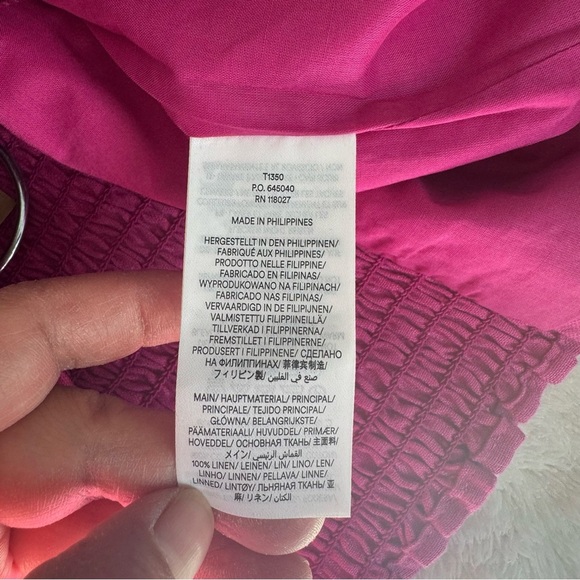 T1350
P.O. 645040
RN 118027
MADE IN PHILIPPINES
HERGESTELLT IN DEN PHILIPPINEN/
FABRIQUÉ AUX PHILIPPINES/
PRODOTTO NELLE FILIPPINE/
FABRICADO EN FILIPINAS/
WYPRODUKOWANO NA FILIPINACH/
FABRICADO NAS FILIPINAS/
VERVAARDIGD IN DE FILIPIJNEN/
VALMISTETTU FILIPPIINEILLÄ/
TILLVERKAD I FILIPPINERNA/
FREMSTILLET I FILIPPINERNE/
PRODUSERT I FILIPPINENE/ СДЕЛАНО
НА ФИЛИППИНАХ/ 菲律宾制造/
フィリピン製/ صنع في الفلبين
MAIN/ HAUPTMATERIAL/ PRINCIPAL/
PRINCIPALE/ TEJIDO PRINCIPAL/
GŁÓWNA/ BELANGRIJKSTE/
PÄÄMATERIAALI/ HUVUDDEL/ PRIMÆR/
HOVEDDEL/ ОСНОВНАЯ ТКАНЬ/ 主面料/
メイン/ القماش الرئيسي
100% LINEN/ LEINEN/ LIN/ LINO/ LEN/
LINHO/ LINNEN/ PELLAVA/ LINNE/
LINNED/ LINTØY/ ЛЬНЯНАЯ ТКАНЬ/ 亚
麻/ リネン/ الكتان